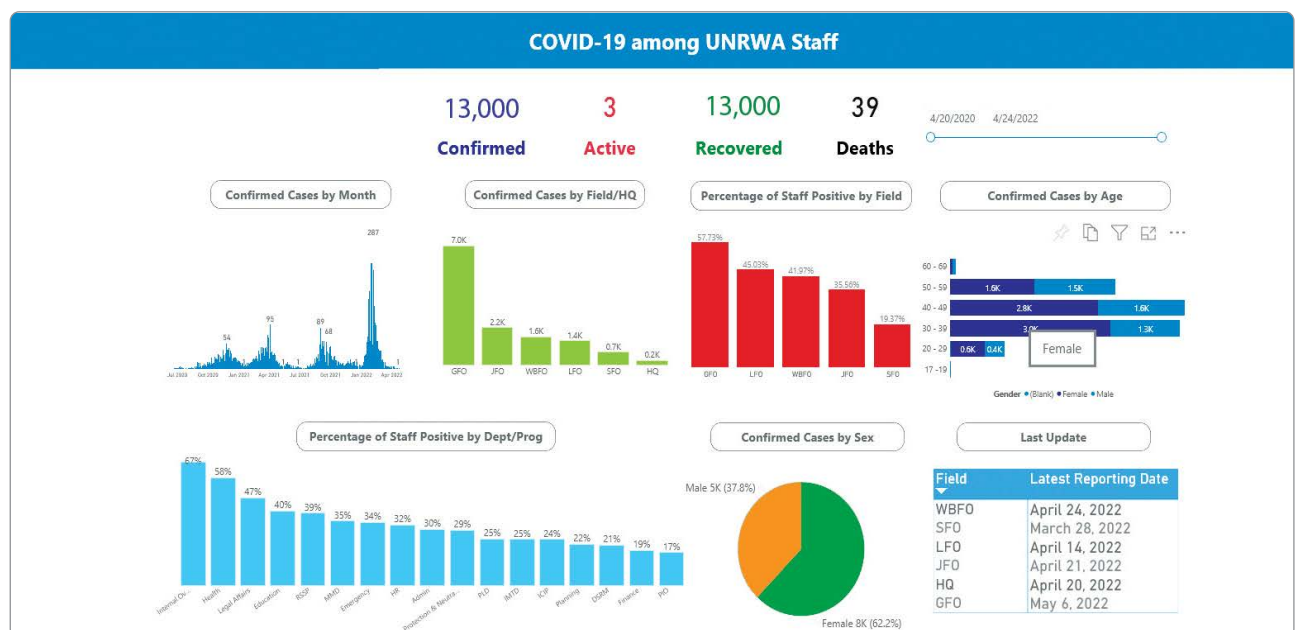 COVID-19 among UNRWA Staff
13,000
Confirmed
3
Active
13,000
Recovered
39
Deaths
4/20/2020 4/24/2022
Confirmed Cases by Month
287
95
89
68
54
1 1 1 1
Jul 2020 Oct 2020 Jan 2021 Apr 2021 Jul 2021 Oct 2021 Jan 2022 Apr 2022
Confirmed Cases by Field/HQ
7.0K 2.2K 1.6K 1.4K 0.7K 0.2K
GFO JFO WBFO LFO SFO HQ
Percentage of Staff Positive by Field
57.73% 45.03% 41.97% 35.56% 19.37%
GFO LFO WBFO JFO SFO
Confirmed Cases by Age
60 - 69
50 - 59 1.6K 1.5K
40 - 49 2.8K 1.6K
30 - 39 3.0K 1.3K
20 - 29 0.6K 0.4K
Female
17 -19
Gender (Blank) Female Male
Percentage of Staff Positive by Dept/Prog
67% 58% 47% 40% 39% 35% 34% 32% 30% 29% 25% 25% 24% 22% 21% 19% 17%
Internal Ov... Health Legal Affairs Education RSSP MMD Emergency HR Admin Protection & Neutra... PLD IMTD ICIP Planning DSRM Finance PIO
Confirmed Cases by Sex
Male 5K (37.8%)
Female 8K (62.2%)
Last Update
Field Latest Reporting Date
WBFO April 24, 2022
SFO March 28, 2022
LFO April 14, 2022
JFO April 21, 2022
HQ April 20, 2022
GFO May 6, 2022